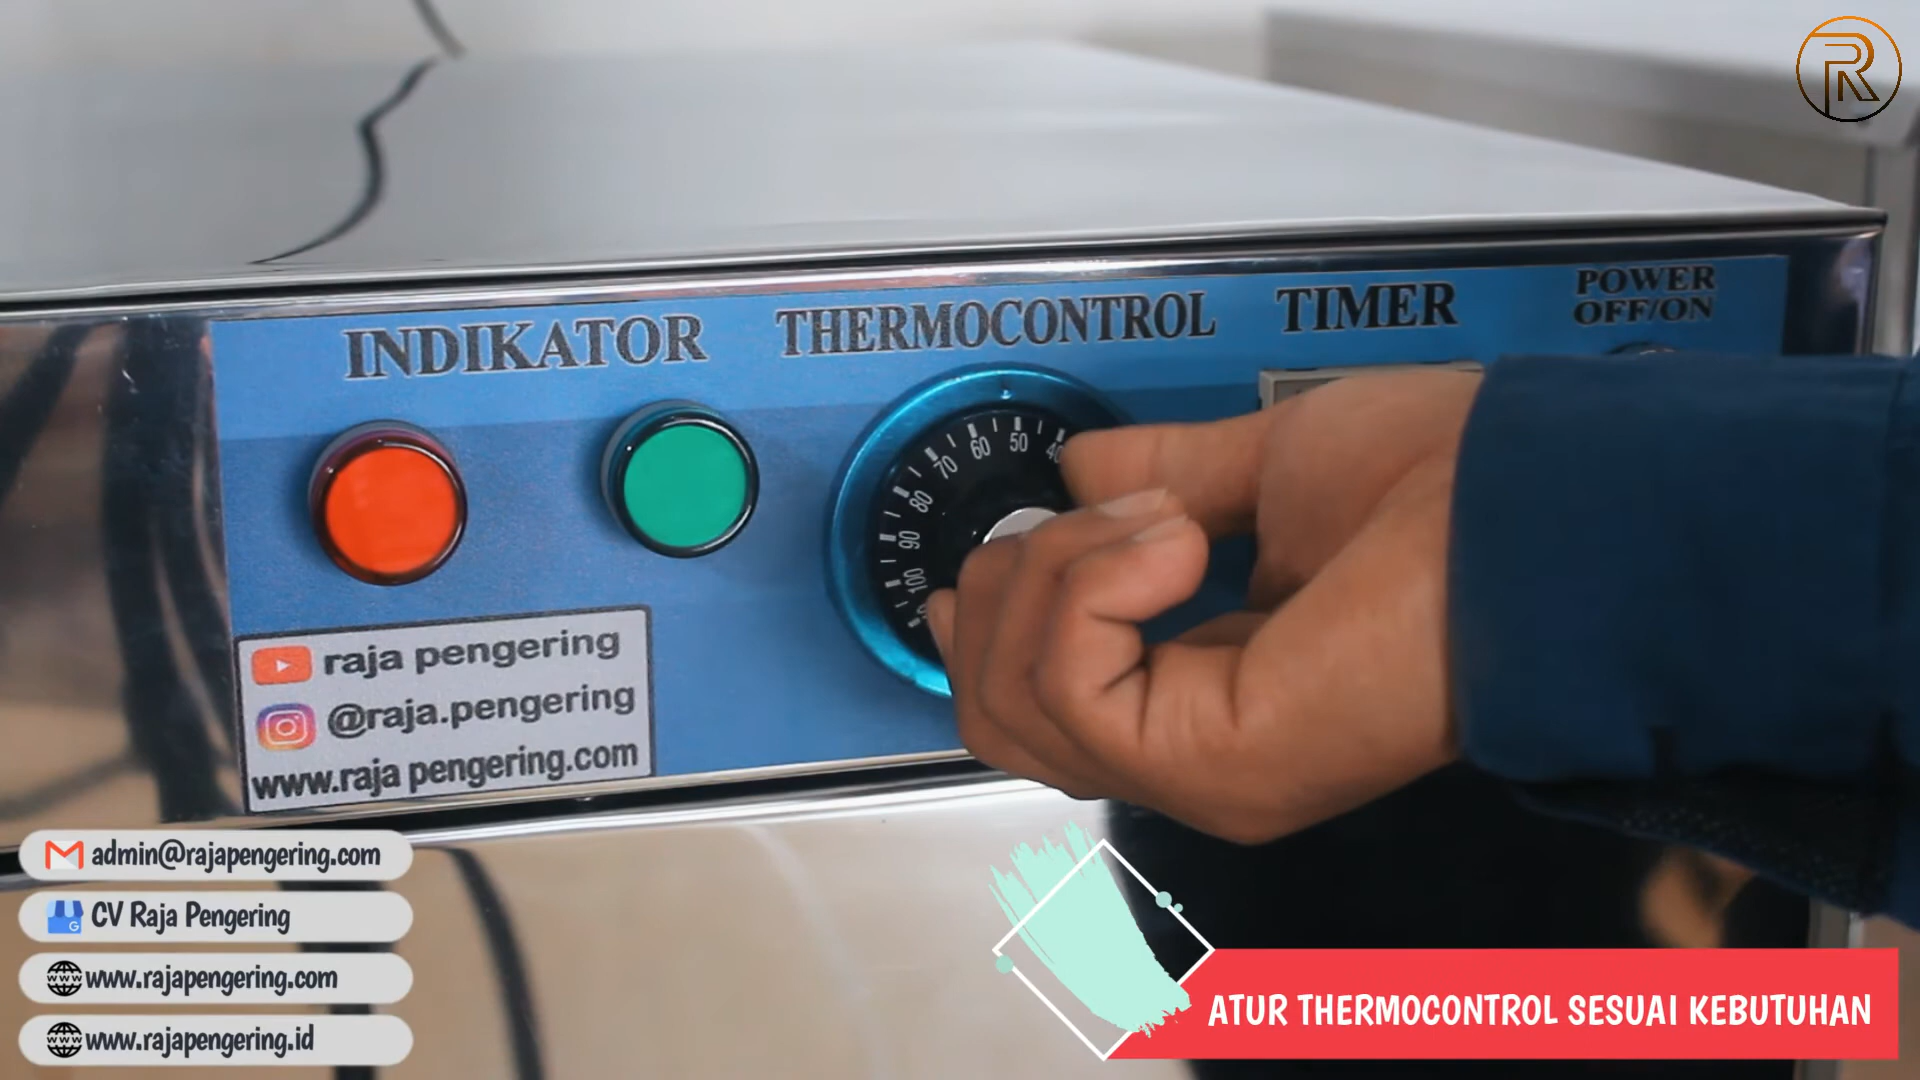 INDIKATOR
THERMOCONTROL
TIMER
POWER
OFF/ON
40
50
60
70
80
90
100
raja pengering
@raja.pengering
www.raja pengering.com
admin@rajapengering.com
CV Raja Pengering
www.rajapengering.com
www.rajapengering.id
ATUR THERMOCONTROL SESUAI KEBUTUHAN